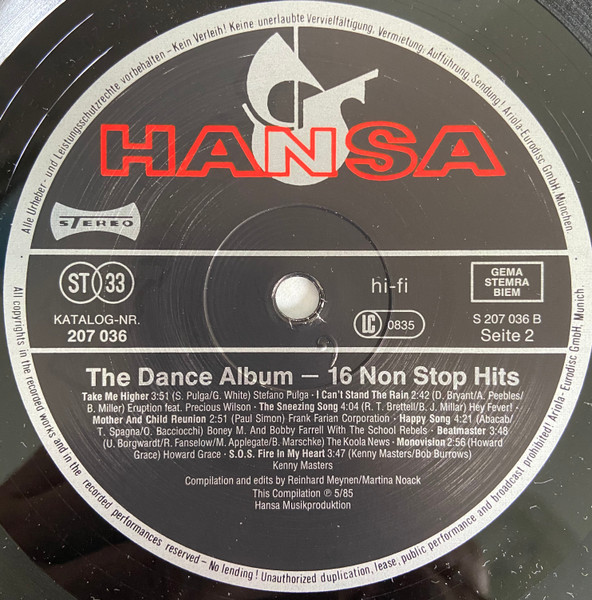 Alle Urheber- und Leistungsschutzrechte vorbehalten – Kein Verleih! Keine unerlaubte Vervielfältigung, Vermietung, Aufführung, Sendung! Ariola-Eurodisc GmbH, München.
HANSA
STEREO
ST 33
hi-fi
GEMA
STEMRA
BIEM
KATALOG-NR.
207 036
LC 0835
S 207 036 B
Seite 2
The Dance Album – 16 Non Stop Hits
Take Me Higher 3:51 (S. Pulga/G. White) Stefano Pulga · I Can't Stand The Rain 2:42 (D. Bryant/A. Peebles/
B. Miller) Eruption feat. Precious Wilson · The Sneezing Song 4:04 (R. T. Brettell/B. J. Millar) Hey Fever!
Mother And Child Reunion 2:51 (Paul Simon) Frank Farian Corporation · Happy Song 4:21 (Abacab/
T. Spagna/O. Bacciocchi) Boney M. And Bobby Farrell With The School Rebels · Beatmaster 3:48
(U. Borgwardt/R. Fanselow/M. Applegate/B. Marschke) The Koola News · Monovision 2:56 (Howard
Grace) Howard Grace · S.O.S. Fire In My Heart 3:47 (Kenny Masters/Bob Burrows)
Kenny Masters
Compilation and edits by Reinhard Meynen/Martina Noack
This Compilation ℗ 5/85
Hansa Musikproduktion
All copyrights in the recorded works and in the recorded performances reserved – No lending! Unauthorized duplication, lease, public performance and broadcast prohibited! Ariola-Eurodisc GmbH, Munich.